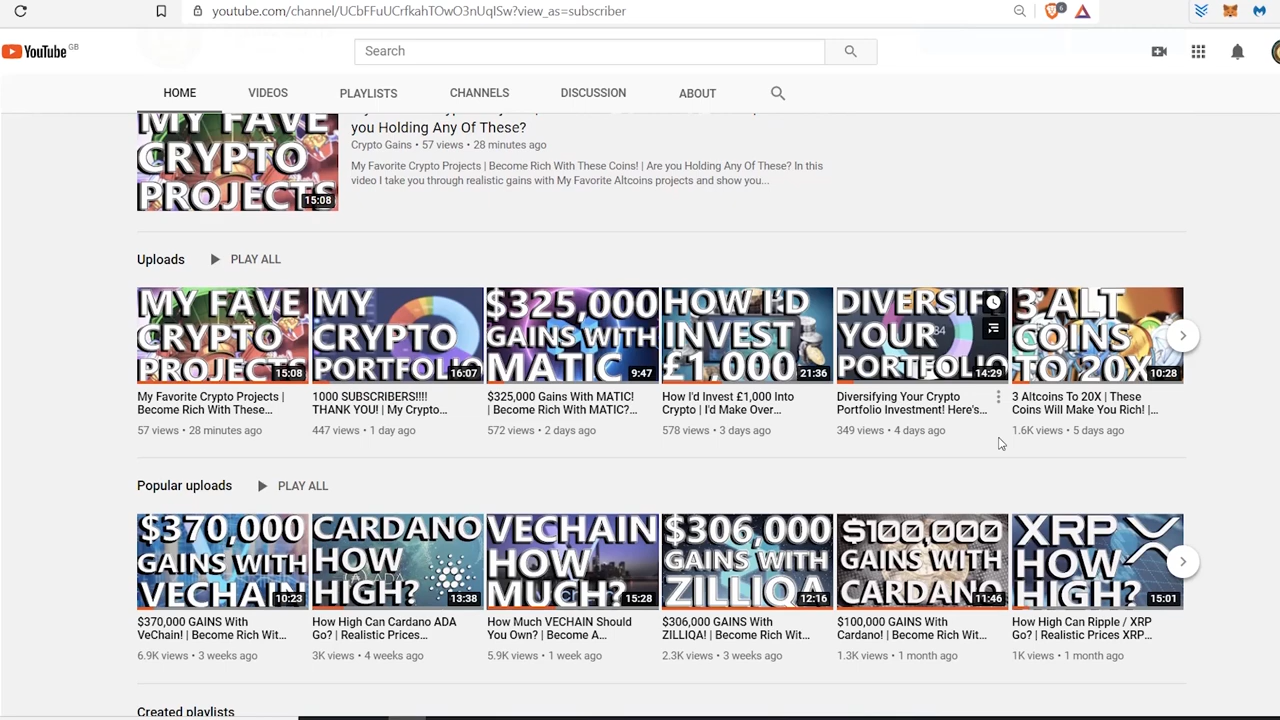 youtube.com/channel/UCbFFuUCrfkahTOwO3nUqlSw?view_as=subscriber
6
YouTube GB
Search
HOME VIDEOS PLAYLISTS CHANNELS DISCUSSION ABOUT
MY FAVE
CRYPTO
PROJECTS
15:08
you Holding Any Of These?
Crypto Gains • 57 views • 28 minutes ago
My Favorite Crypto Projects | Become Rich With These Coins! | Are you Holding Any Of These? In this
video I take you through realistic gains with My Favorite Altcoins projects and show you...
Uploads PLAY ALL
MY FAVE
CRYPTO
PROJECTS
15:08
My Favorite Crypto Projects |
Become Rich With These...
57 views • 28 minutes ago
MY
CRYPTO
PORTFOLIO
16:07
1000 SUBSCRIBERS!!!!
THANK YOU! | My Crypto...
447 views • 1 day ago
$325,000
GAINS WITH
MATIC
9:47
$325,000 Gains With MATIC!
| Become Rich With MATIC?...
572 views • 2 days ago
HOW I'D
INVEST
£1,000
21:36
How I'd Invest £1,000 Into
Crypto | I'd Make Over...
578 views • 3 days ago
DIVERSIF
YOUR
PORTFOLIO
14:29
Diversifying Your Crypto
Portfolio Investment! Here's...
349 views • 4 days ago
3 ALT
COINS
TO 20X
10:28
3 Altcoins To 20X | These
Coins Will Make You Rich! |...
1.6K views • 5 days ago
Popular uploads PLAY ALL
$370,000
GAINS WITH
VECHAIN
10:23
$370,000 GAINS With
VeChain! | Become Rich Wit...
6.9K views • 3 weeks ago
CARDANO
HOW
HIGH?
13:38
How High Can Cardano ADA
Go? | Realistic Prices...
3K views • 4 weeks ago
VECHAIN
HOW
MUCH?
15:28
How Much VECHAIN Should
You Own? | Become A...
5.9K views • 1 week ago
$306,000
GAINS WITH
ZILLIQA
12:16
$306,000 GAINS With
ZILLIQA! | Become Rich Wit...
2.3K views • 3 weeks ago
$100,000
GAINS WITH
CARDANO
11:46
$100,000 GAINS With
Cardano! | Become Rich Wit...
1.3K views • 1 month ago
XRP
HOW
HIGH?
15:01
How High Can Ripple / XRP
Go? | Realistic Prices XRP...
1K views • 1 month ago
Created playlists